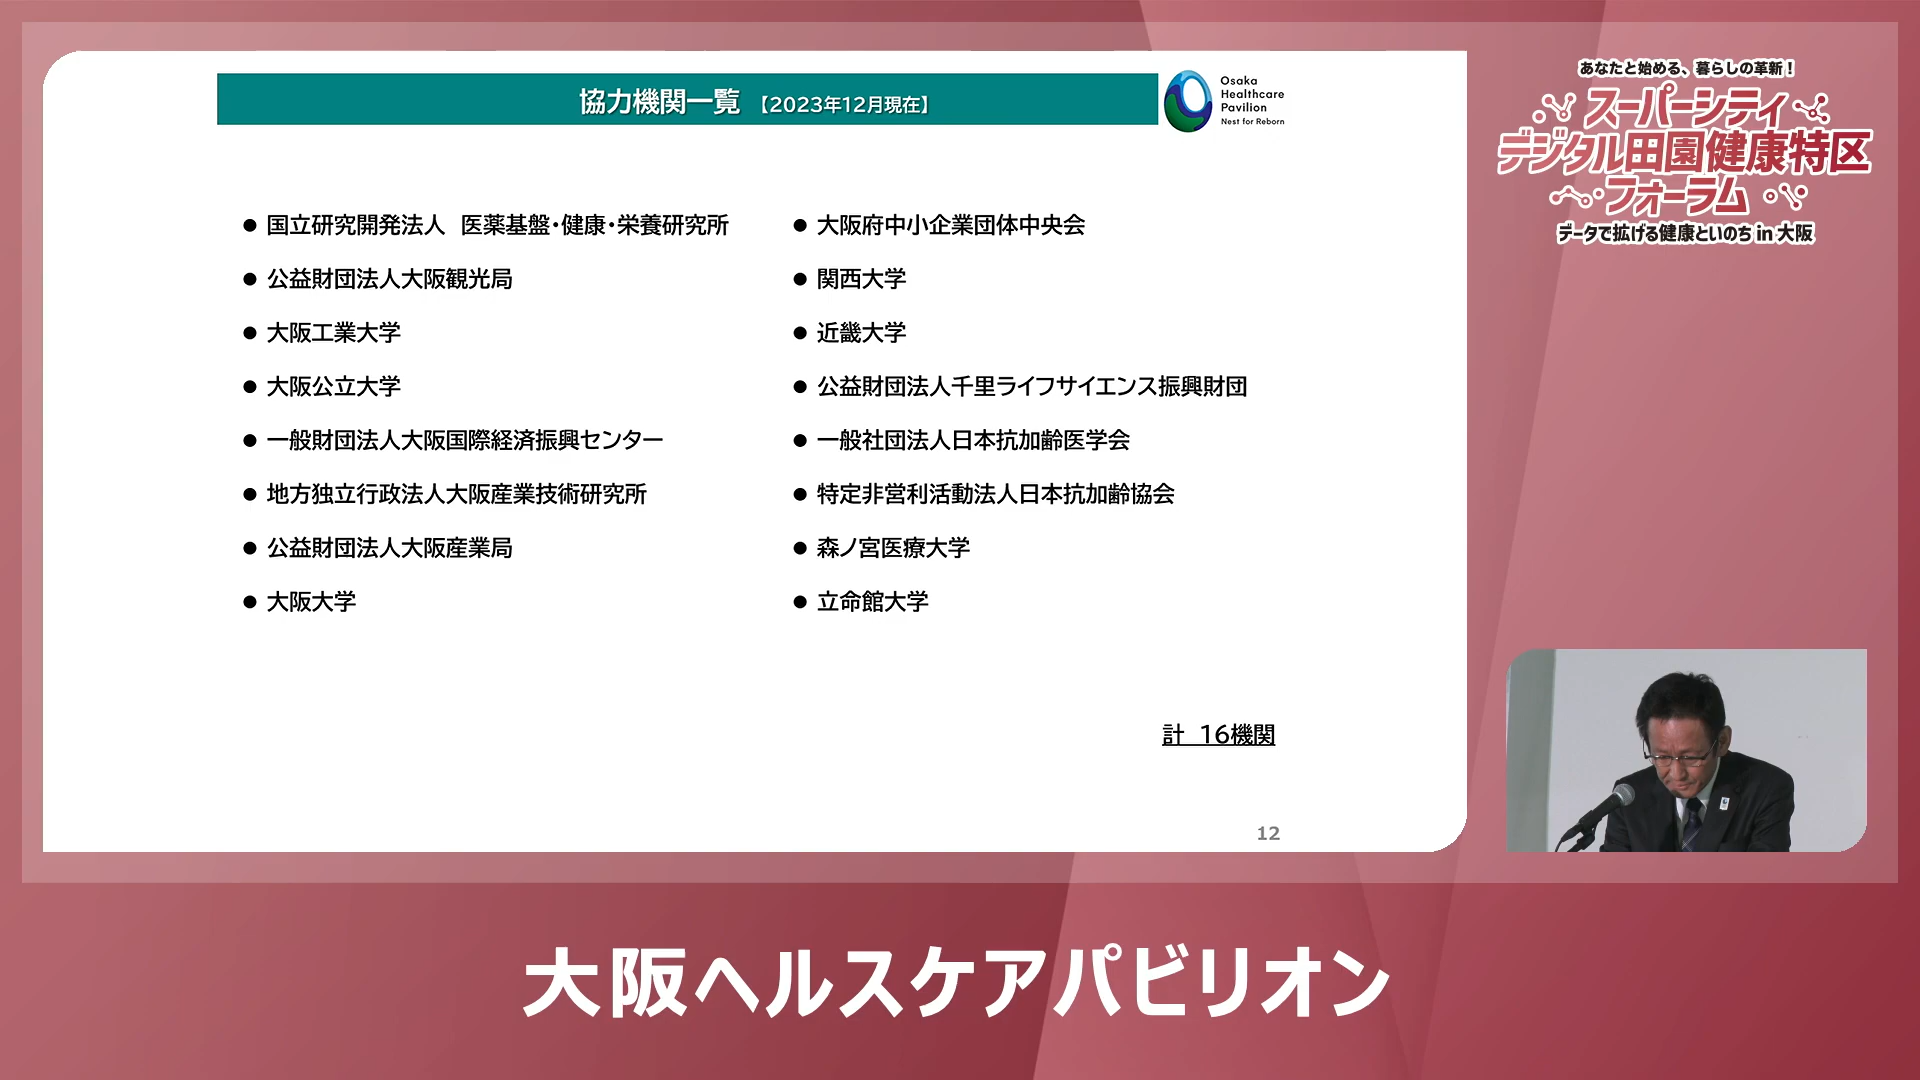 協力機関一覧 【2023年12月現在】
Osaka
Healthcare
Pavilion
Nest for Reborn
● 国立研究開発法人　医薬基盤・健康・栄養研究所
● 公益財団法人大阪観光局
● 大阪工業大学
● 大阪公立大学
● 一般財団法人大阪国際経済振興センター
● 地方独立行政法人大阪産業技術研究所
● 公益財団法人大阪産業局
● 大阪大学
● 大阪府中小企業団体中央会
● 関西大学
● 近畿大学
● 公益財団法人千里ライフサイエンス振興財団
● 一般社団法人日本抗加齢医学会
● 特定非営利活動法人日本抗加齢協会
● 森ノ宮医療大学
● 立命館大学
計　16機関
12
あなたと始める、暮らしの革新！
スーパーシティ
デジタル田園健康特区
フォーラム
データで拡げる健康といのち in 大阪
大阪ヘルスケアパビリオン